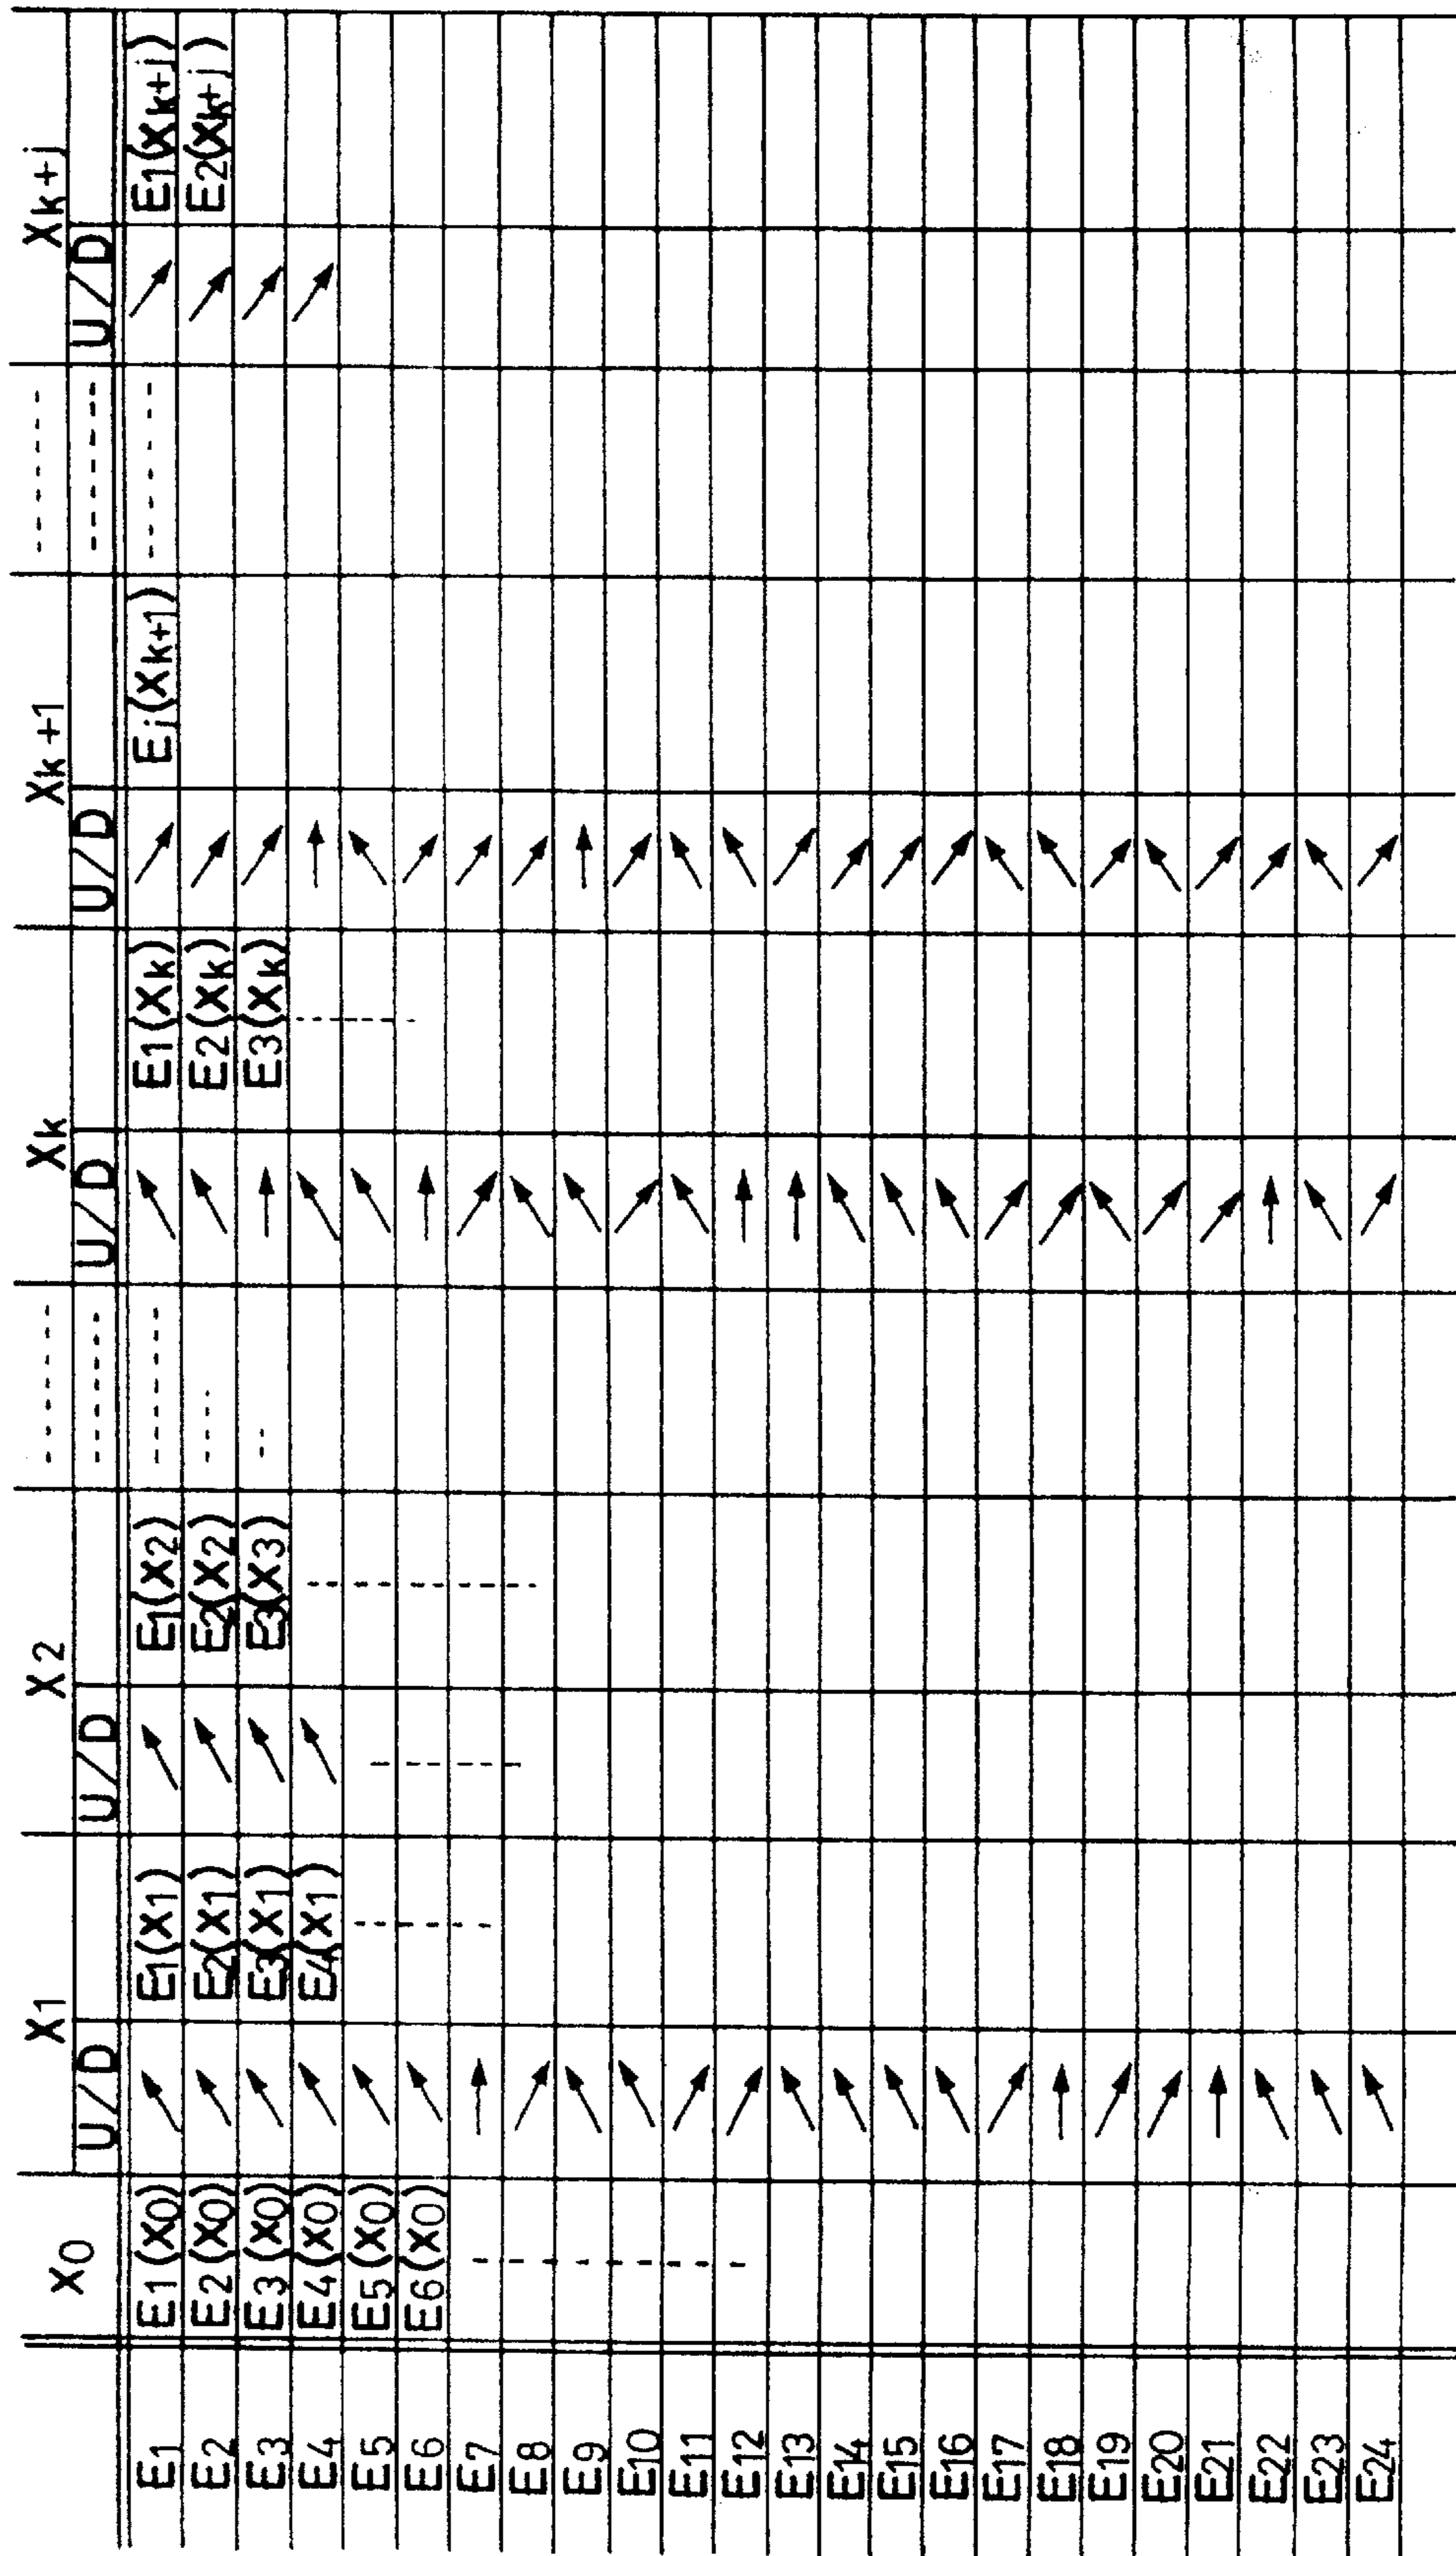 X0 X1 X2 Xk Xk+1 Xk+j
U/D U/D U/D U/D U/D
E1 E1(X0) E1(X1) E1(X2) E1(Xk) Ej(Xk+1) E1(Xk+j)
E2 E2(X0) E2(X1) E2(X2) E2(Xk) E2(Xk+j)
E3 E3(X0) E3(X1) E3(X3) E3(Xk)
E4 E4(X0) E4(X1)
E5 E5(X0)
E6 E6(X0)
E7
E8
E9
E10
E11
E12
E13
E14
E15
E16
E17
E18
E19
E20
E21
E22
E23
E24